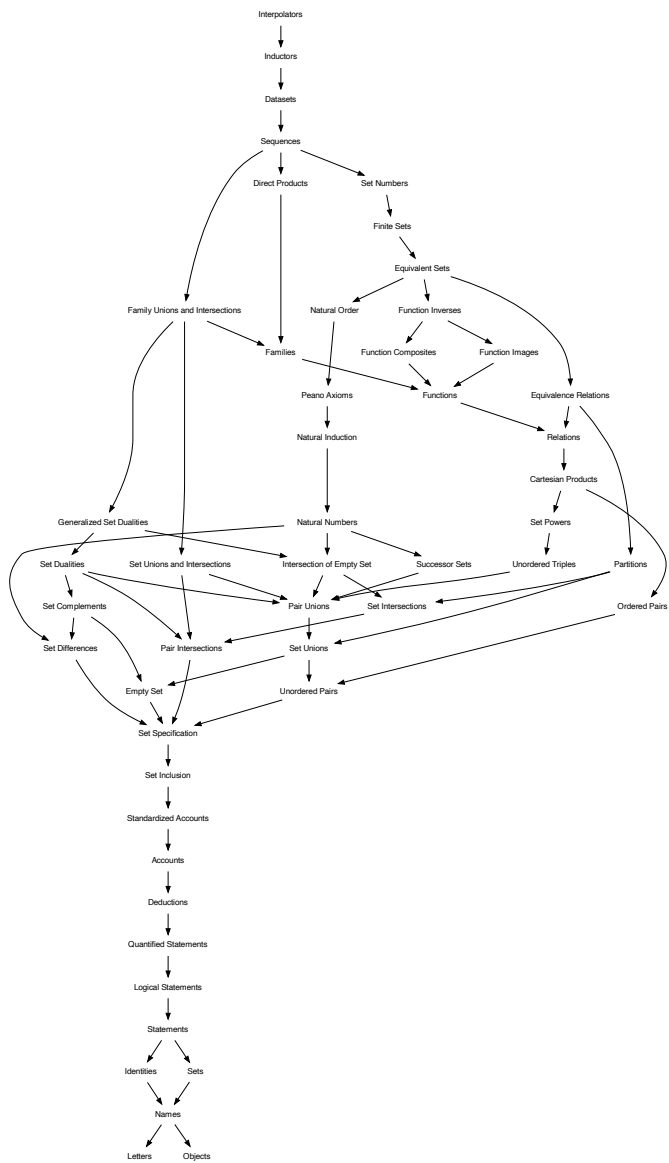 Interpolators
Inductors
Datasets
Sequences
Direct Products
Set Numbers
Finite Sets
Equivalent Sets
Family Unions and Intersections
Natural Order
Function Inverses
Families
Function Composites
Function Images
Peano Axioms
Functions
Equivalence Relations
Natural Induction
Relations
Cartesian Products
Generalized Set Dualities
Natural Numbers
Set Powers
Set Dualities
Set Unions and Intersections
Intersection of Empty Set
Successor Sets
Unordered Triples
Partitions
Set Complements
Pair Unions
Set Intersections
Ordered Pairs
Set Differences
Pair Intersections
Set Unions
Empty Set
Unordered Pairs
Set Specification
Set Inclusion
Standardized Accounts
Accounts
Deductions
Quantified Statements
Logical Statements
Statements
Identities
Sets
Names
Letters
Objects